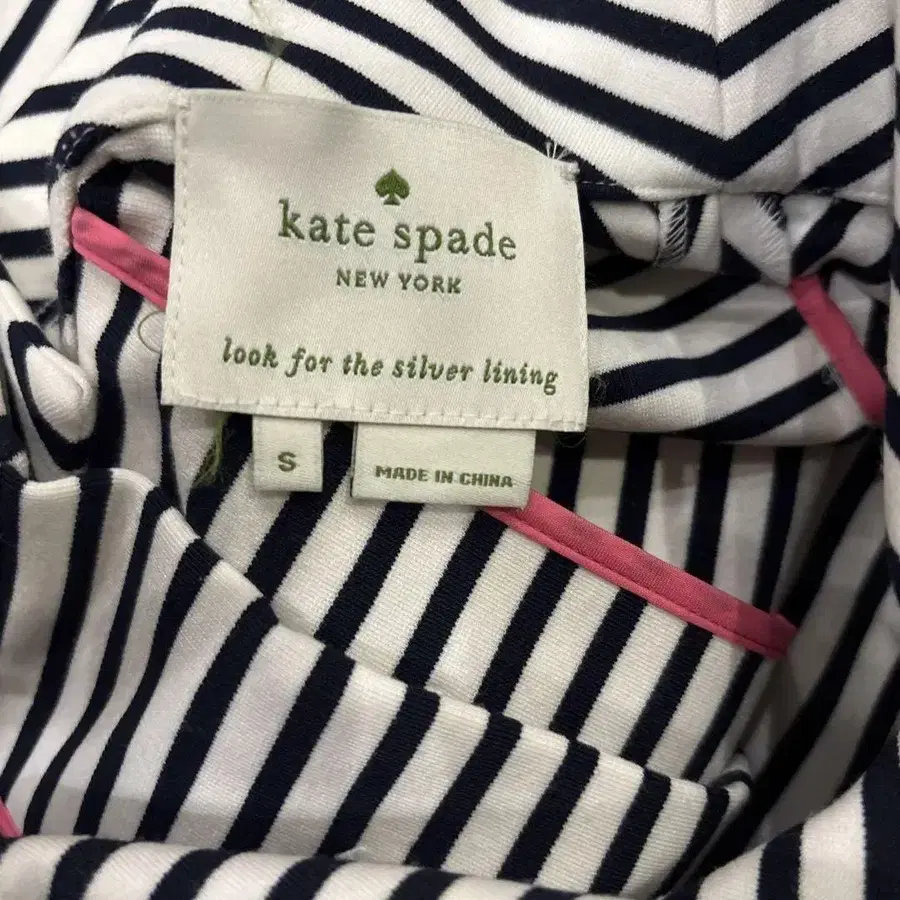 kate spade
NEW YORK
look for the silver lining
S
MADE IN CHINA